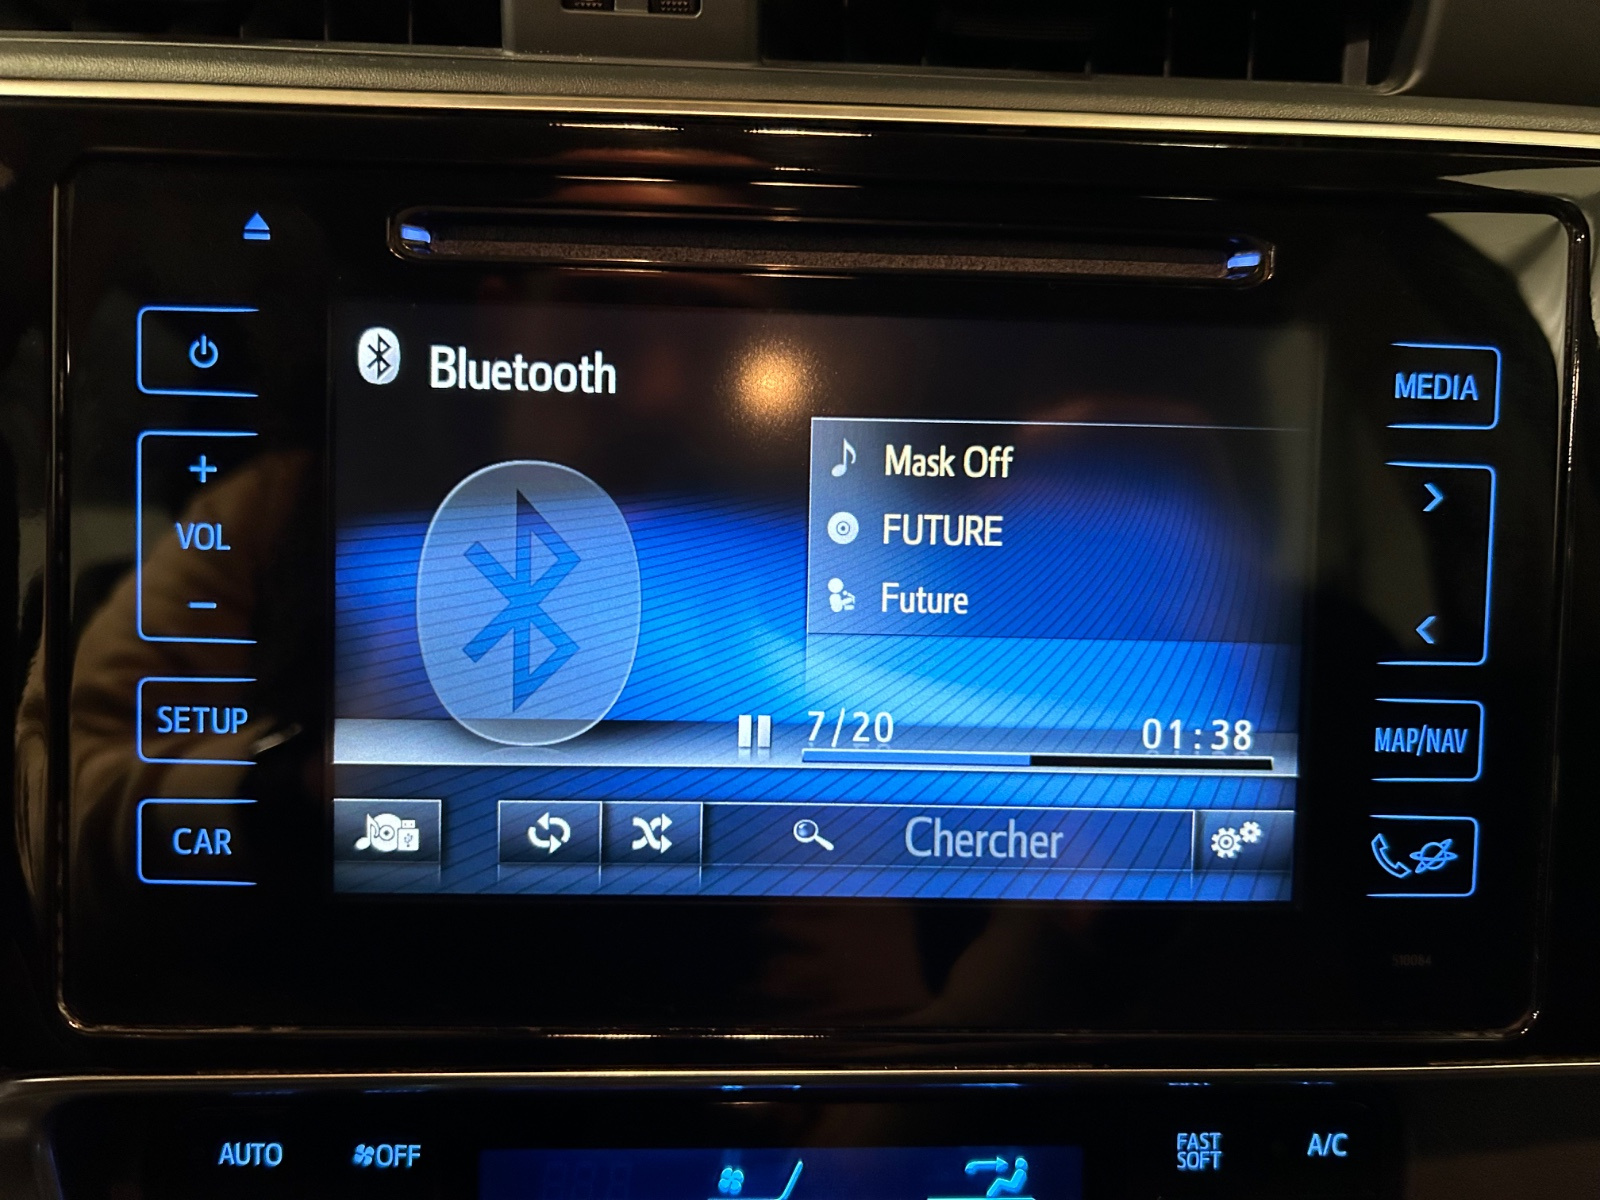 Bluetooth
Mask Off
FUTURE
Future
7/20
01:38
Chercher
+
VOL
−
SETUP
CAR
MEDIA
>
<
MAP/NAV
510084
AUTO
OFF
FAST
SOFT
A/C